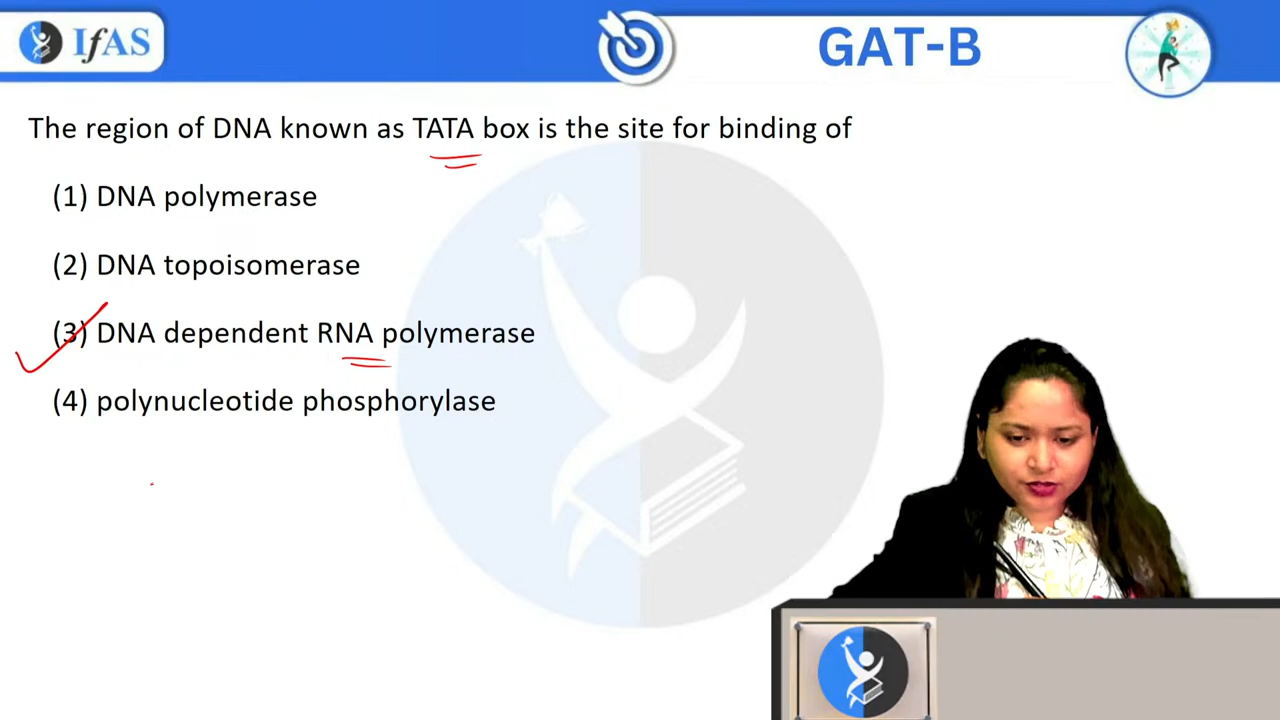 IfAS
GAT-B
The region of DNA known as TATA box is the site for binding of
(1) DNA polymerase
(2) DNA topoisomerase
(3) DNA dependent RNA polymerase
(4) polynucleotide phosphorylase